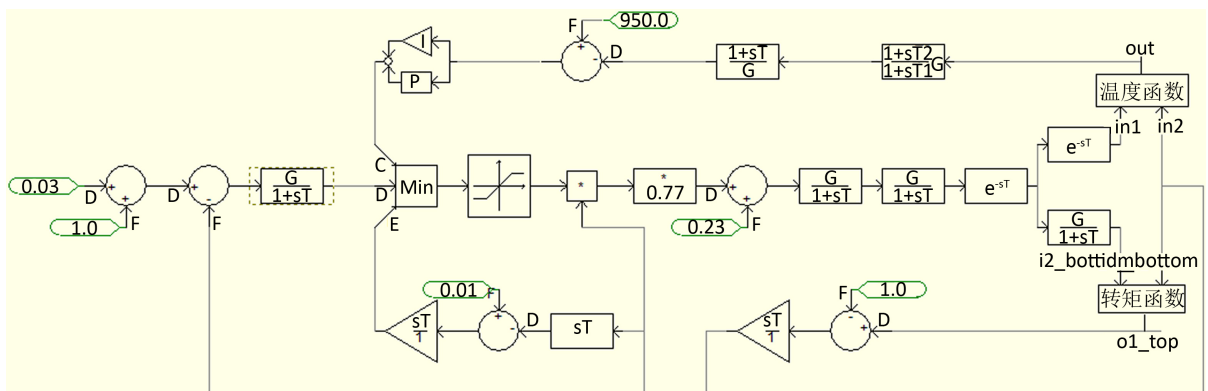 F 950.0
I
P
+
-
D
1+sT
G
1+sT2
1+sT1
G
out
温度函数
in1 in2
e-sT
0.03
D
+
+
1.0
F
D
+
-
F
G
1+sT
C
D
E
Min
*
*
0.77
D
+
+
0.23
F
G
1+sT
G
1+sT
e-sT
G
1+sT
i2_bottidmbottom
转矩函数
o1_top
0.01
F
+
-
D
sT
1
sT
F
1.0
-
+
D
sT
1